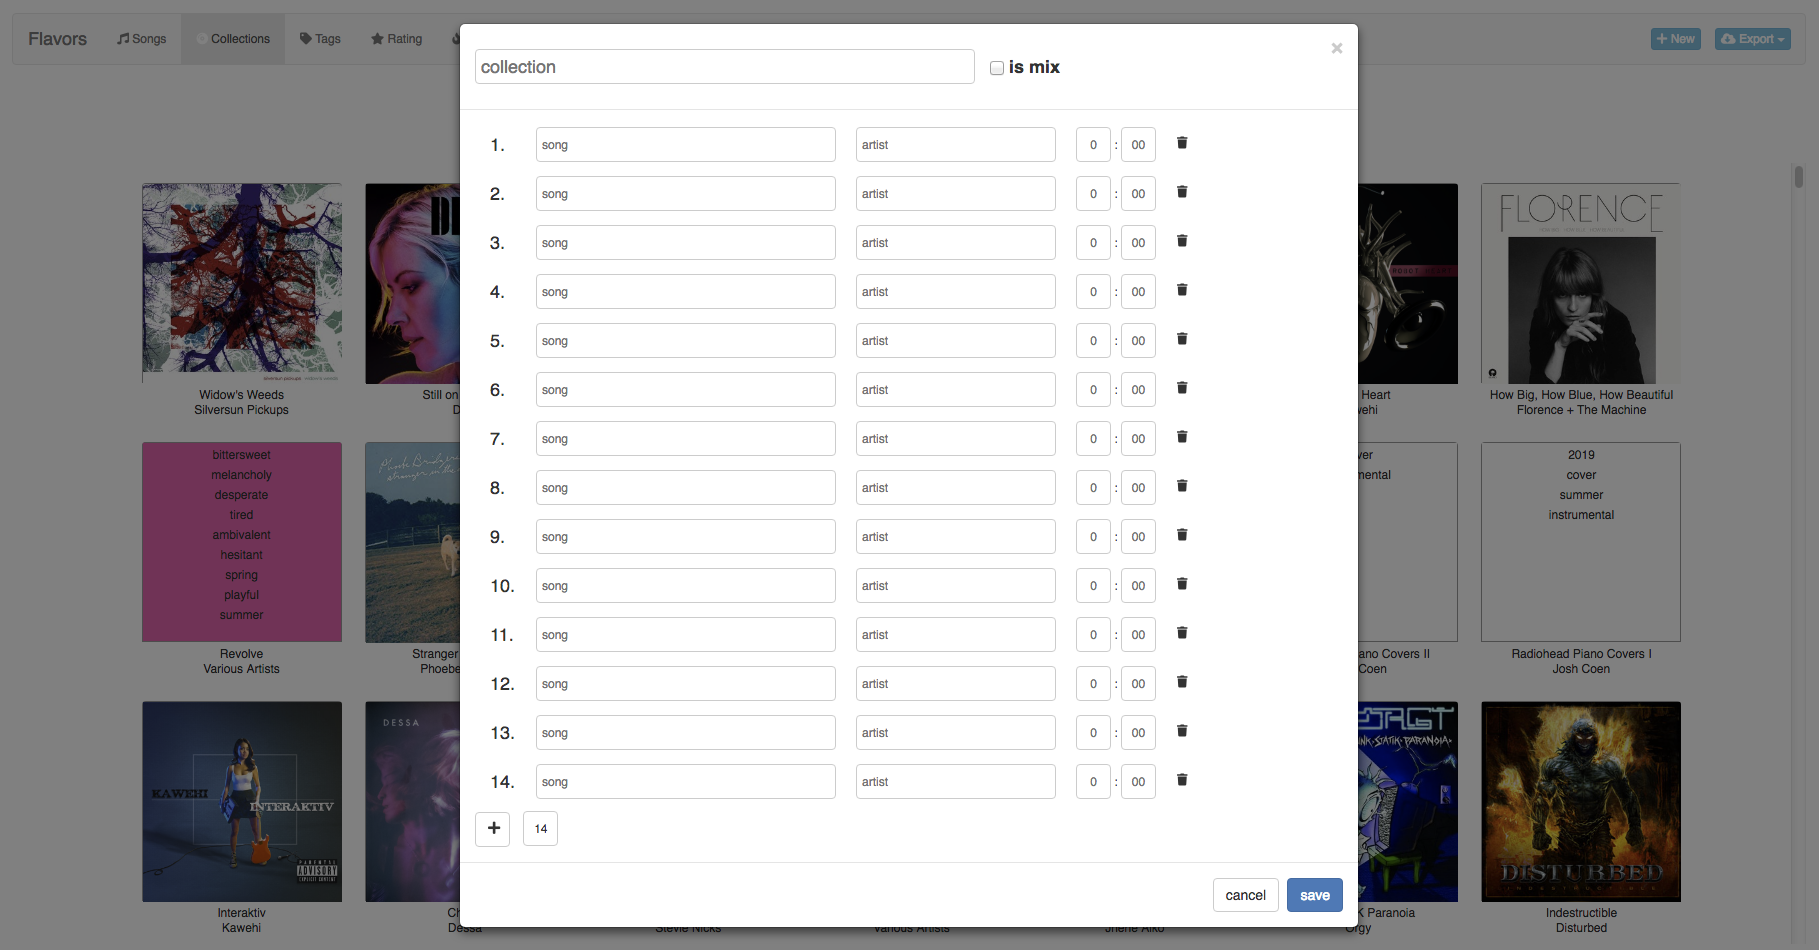 Flavors Songs Collections Tags Rating
+ New Export
collection is mix ×
1. song artist 0 : 00
2. song artist 0 : 00
3. song artist 0 : 00
4. song artist 0 : 00
5. song artist 0 : 00
6. song artist 0 : 00
7. song artist 0 : 00
8. song artist 0 : 00
9. song artist 0 : 00
10. song artist 0 : 00
11. song artist 0 : 00
12. song artist 0 : 00
13. song artist 0 : 00
14. song artist 0 : 00
+ 14
cancel save
Widow's Weeds
Silversun Pickups
Still on
D
Heart
ehi
FLORENCE
How Big, How Blue, How Beautiful
Florence + The Machine
bittersweet
melancholy
desperate
tired
ambivalent
hesitant
spring
playful
summer
Revolve
Various Artists
Stranger
Phoebe
ver
mental
ano Covers II
Coen
2019
cover
summer
instrumental
Radiohead Piano Covers I
Josh Coen
KAWEHI
INTERAKTIV
PARENTAL
ADVISORY
EXPLICIT CONTENT
Interaktiv
Kawehi
DESSA
Ch
Dessa
Stevie Nicks
Various Artists
Jhené Aiko
K Paranoia
Orgy
DISTURBED
INDESTRUCTIBLE
Indestructible
Disturbed